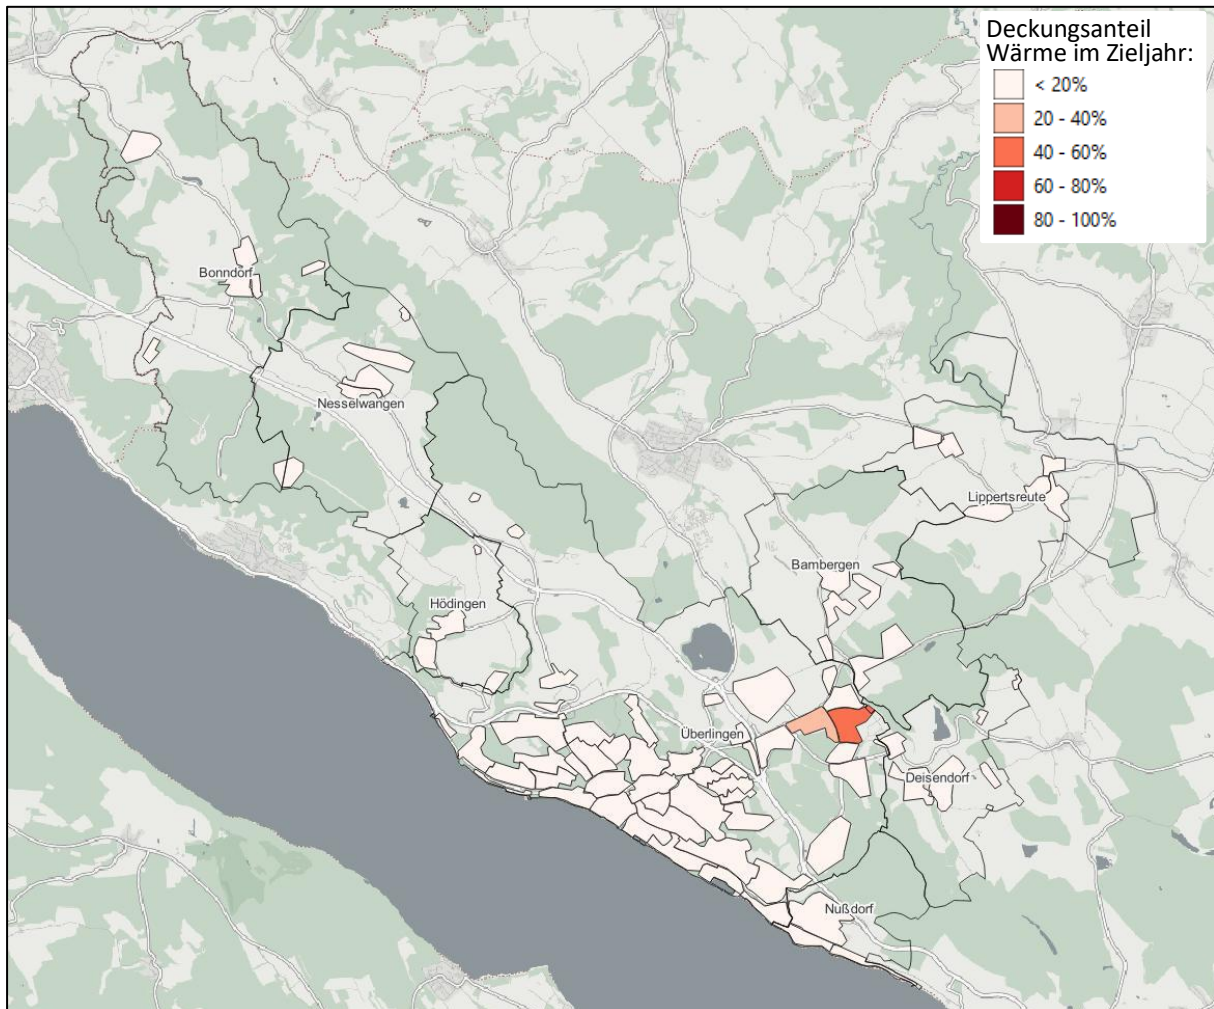 Deckungsanteil
Wärme im Zieljahr:
< 20%
20 - 40%
40 - 60%
60 - 80%
80 - 100%
Bonndorf
Nesselwangen
Lippertsreute
Bambergen
Hödingen
Überlingen
Deisendorf
Nußdorf